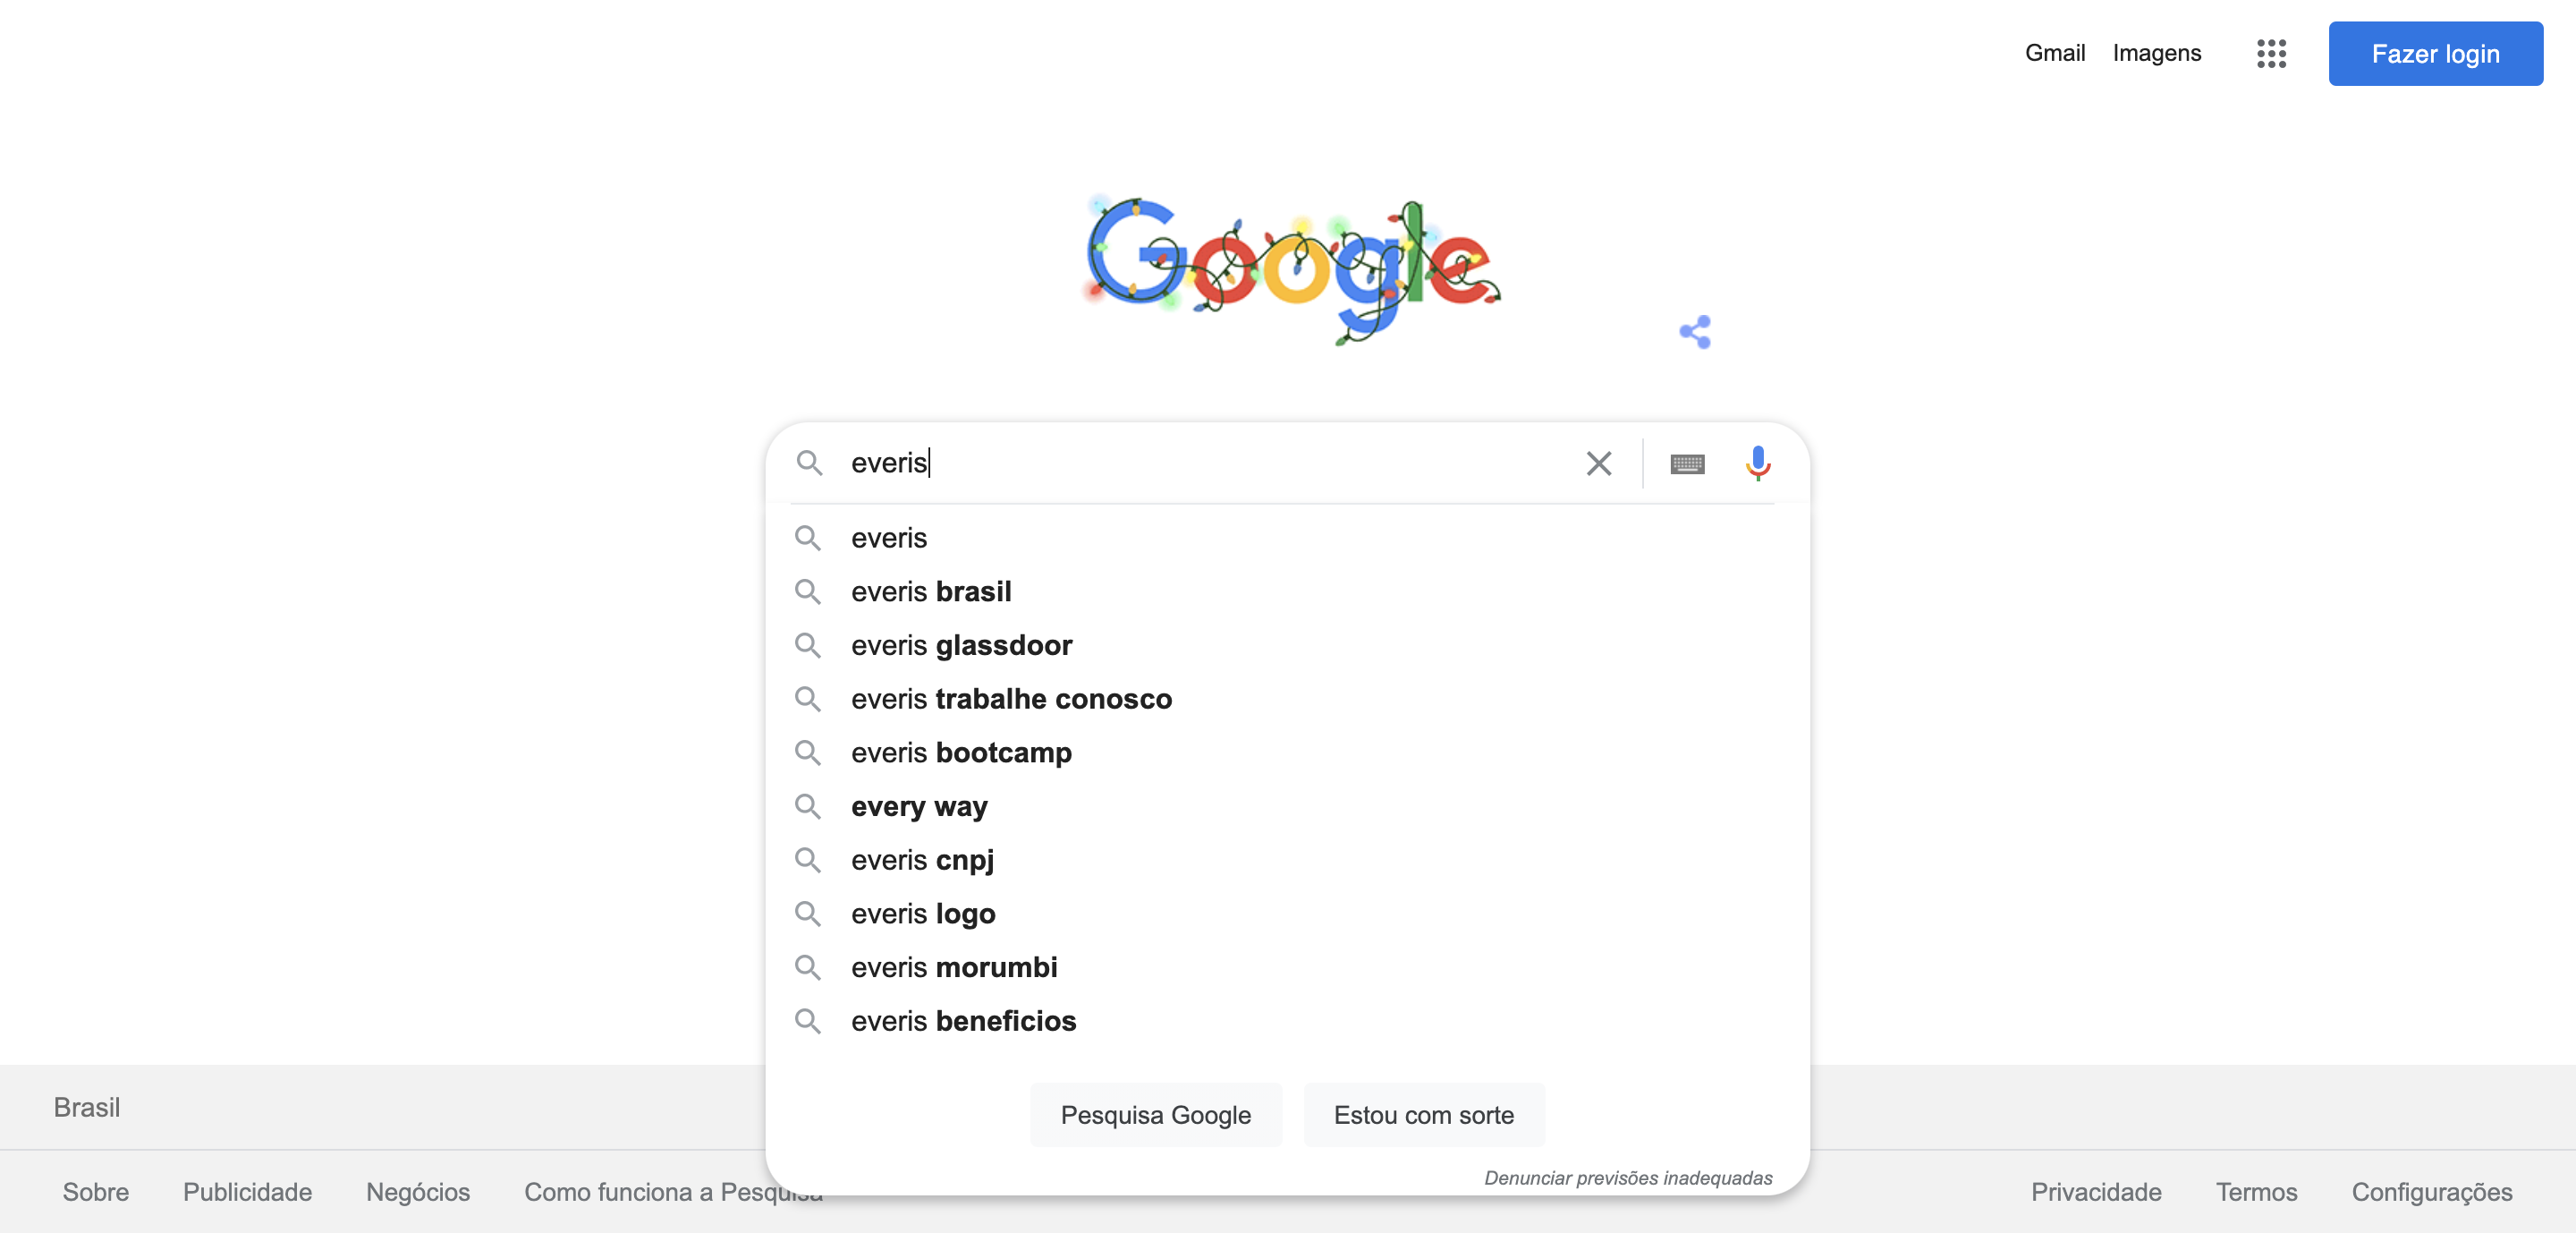 Gmail Imagens Fazer login
Google
everis
everis
everis brasil
everis glassdoor
everis trabalhe conosco
everis bootcamp
every way
everis cnpj
everis logo
everis morumbi
everis beneficios
Pesquisa Google Estou com sorte
Denunciar previsões inadequadas
Brasil
Sobre Publicidade Negócios Como funciona a Pesquisa Privacidade Termos Configurações